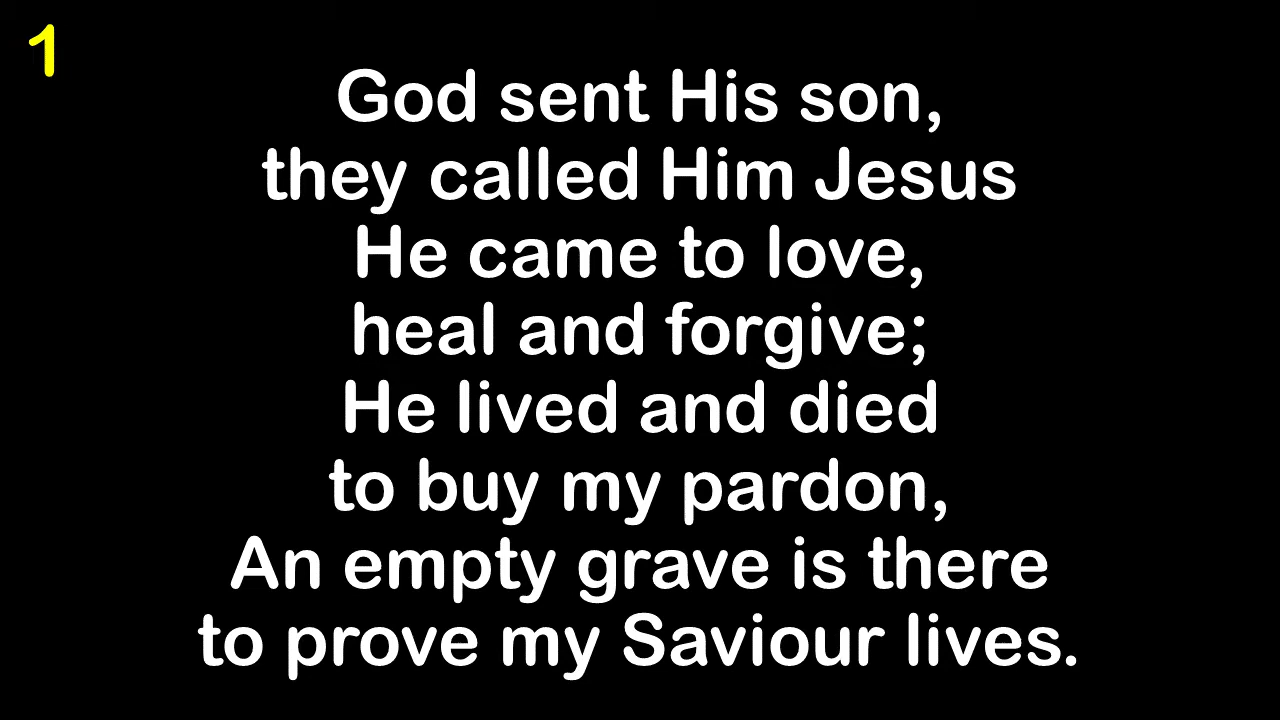 1
God sent His son,
they called Him Jesus
He came to love,
heal and forgive;
He lived and died
to buy my pardon,
An empty grave is there
to prove my Saviour lives.